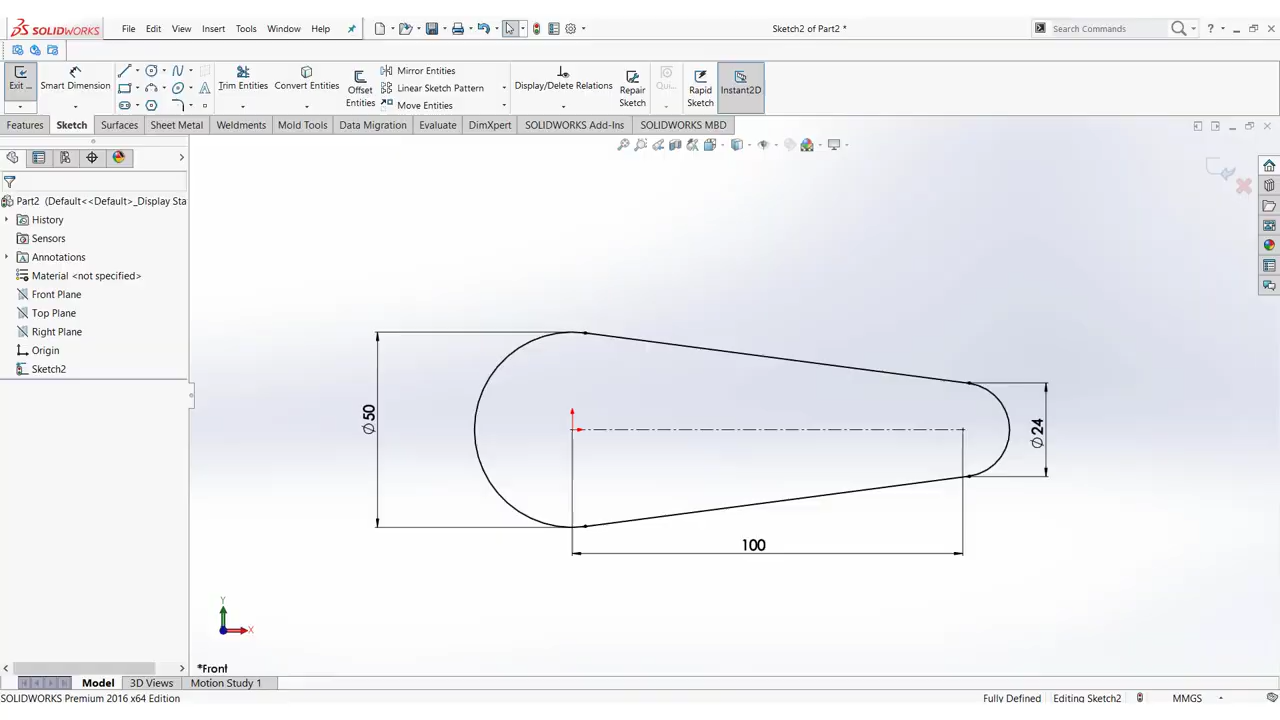 SOLIDWORKS File Edit View Insert Tools Window Help Sketch2 of Part2 * Search Commands ?
Exit ... Smart Dimension Trim Entities Convert Entities Offset Entities Mirror Entities Linear Sketch Pattern Move Entities Display/Delete Relations Repair Sketch Qui... Rapid Sketch Instant2D
Features Sketch Surfaces Sheet Metal Weldments Mold Tools Data Migration Evaluate DimXpert SOLIDWORKS Add-Ins SOLIDWORKS MBD
Part2 (Default<<Default>_Display Sta
History
Sensors
Annotations
Material <not specified>
Front Plane
Top Plane
Right Plane
Origin
Sketch2
∅50
∅24
100
Y
X
*Front
Model 3D Views Motion Study 1
SOLIDWORKS Premium 2016 x64 Edition Fully Defined Editing Sketch2 MMGS